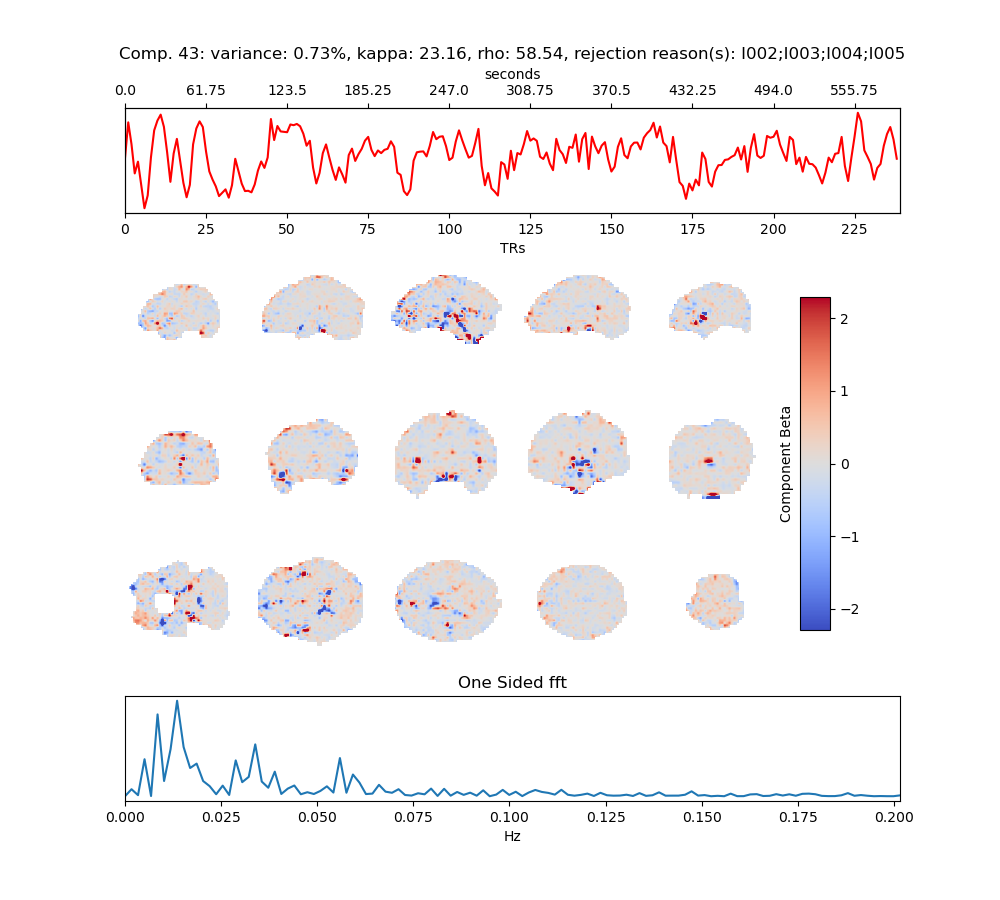 Comp. 43: variance: 0.73%, kappa: 23.16, rho: 58.54, rejection reason(s): I002;I003;I004;I005
seconds
0.0 61.75 123.5 185.25 247.0 308.75 370.5 432.25 494.0 555.75
0 25 50 75 100 125 150 175 200 225
TRs
2
1
0
−1
−2
Component Beta
One Sided fft
0.000 0.025 0.050 0.075 0.100 0.125 0.150 0.175 0.200
Hz